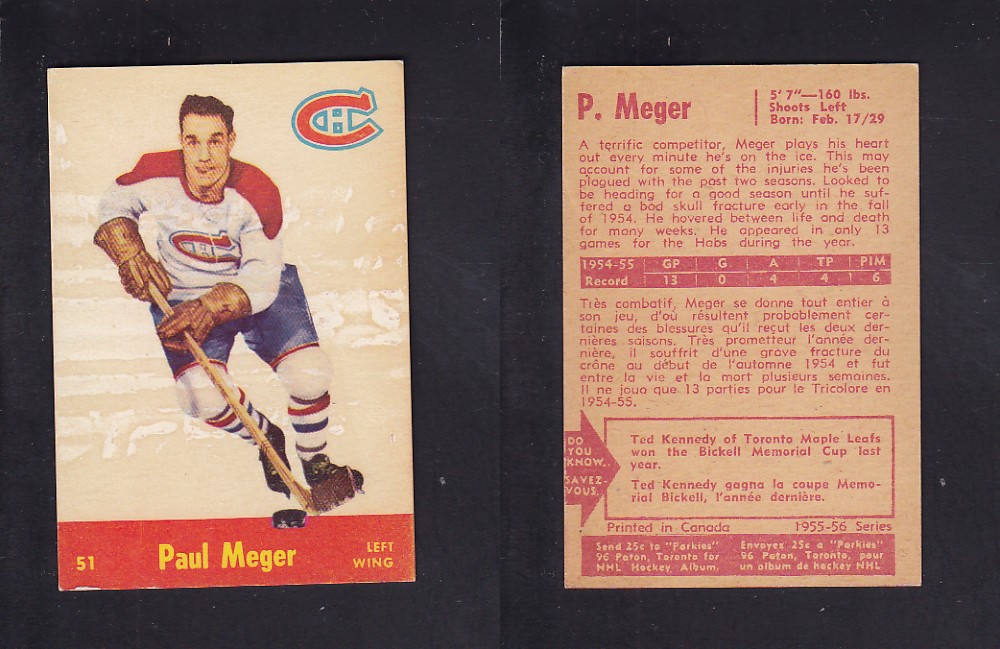 51
Paul Meger
LEFT
WING
P. Meger
5' 7"—160 lbs.
Shoots Left
Born: Feb. 17/29
A terrific competitor, Meger plays his heart
out every minute he's on the ice. This may
account for some of the injuries he's been
plagued with the past two seasons. Looked to
be heading for a good season until he suf-
fered a bad skull fracture early in the fall
of 1954. He hovered between life and death
for many weeks. He appeared in only 13
games for the Habs during the year.
1954-55 GP G A TP PIM
Record 13 0 4 4 6
Très combatif, Meger se donne tout entier à
son jeu, d'où résultent probablement cer-
taines des blessures qu'il reçut les deux der-
nières saisons. Très prometteur l'année der-
nière, il souffrit d'une grave fracture du
crâne au début de l'automne 1954 et fut
entre la vie et la mort plusieurs semaines.
Il ne joua que 13 parties pour le Tricolore en
1954-55.
DO
YOU
KNOW..
SAVEZ-
VOUS.
Ted Kennedy of Toronto Maple Leafs
won the Bickell Memorial Cup last
year.
Ted Kennedy gagna la coupe Memo-
rial Bickell, l'année dernière.
Printed in Canada 1955-56 Series
Send 25c to "Parkies"
96 Paton, Toronto for
NHL Hockey Album,
Envoyez 25c a "Parkies"
96 Paton, Toronto, pour
un album de hockey NHL